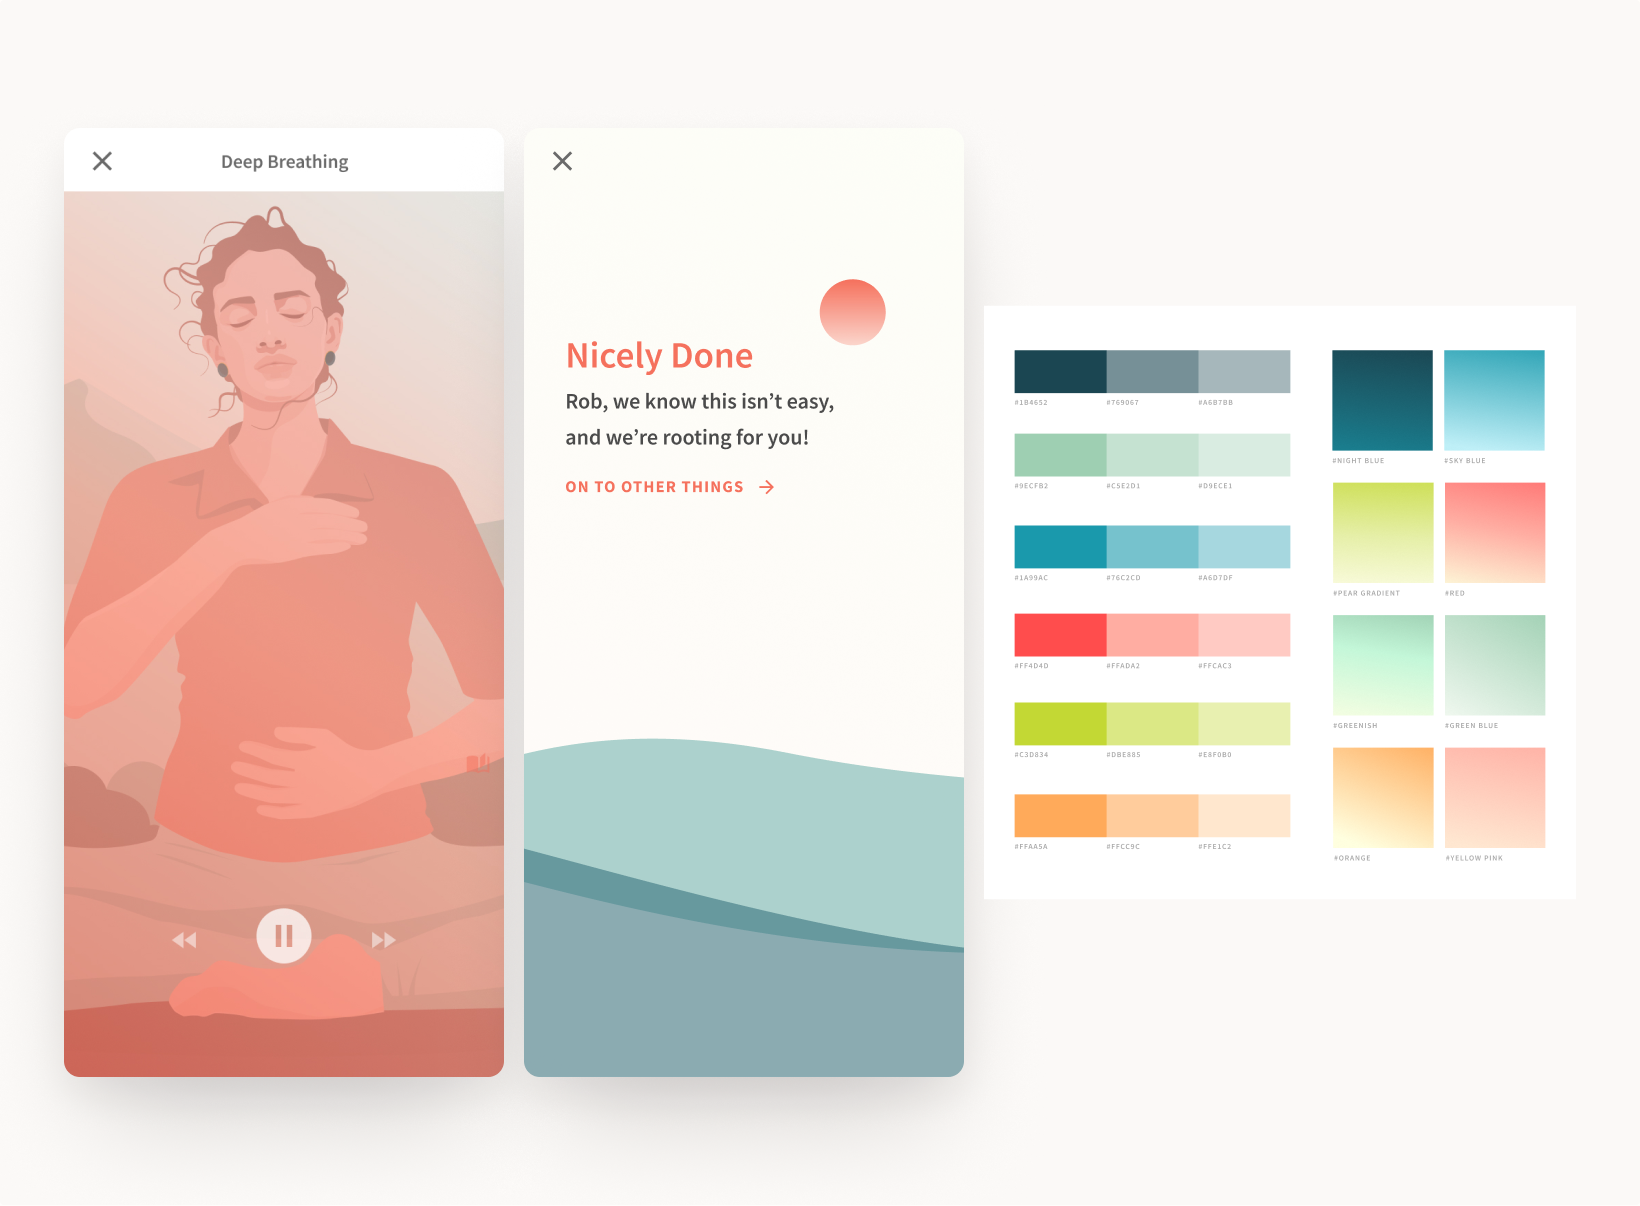 Deep Breathing
Nicely Done
Rob, we know this isn’t easy,
and we’re rooting for you!
ON TO OTHER THINGS
#1B4652 #769067 #A6B7BB
#9ECFB2 #C5E2D1 #D9ECE1
#1A99AC #76C2CD #A6D7DF
#FF4D4D #FFADA2 #FFCAC3
#C3D834 #DBE885 #E8F0B0
#FFAA5A #FFCC9C #FFE1C2
#NIGHT BLUE #SKY BLUE
#PEAR GRADIENT #RED
#GREENISH #GREEN BLUE
#ORANGE #YELLOW PINK